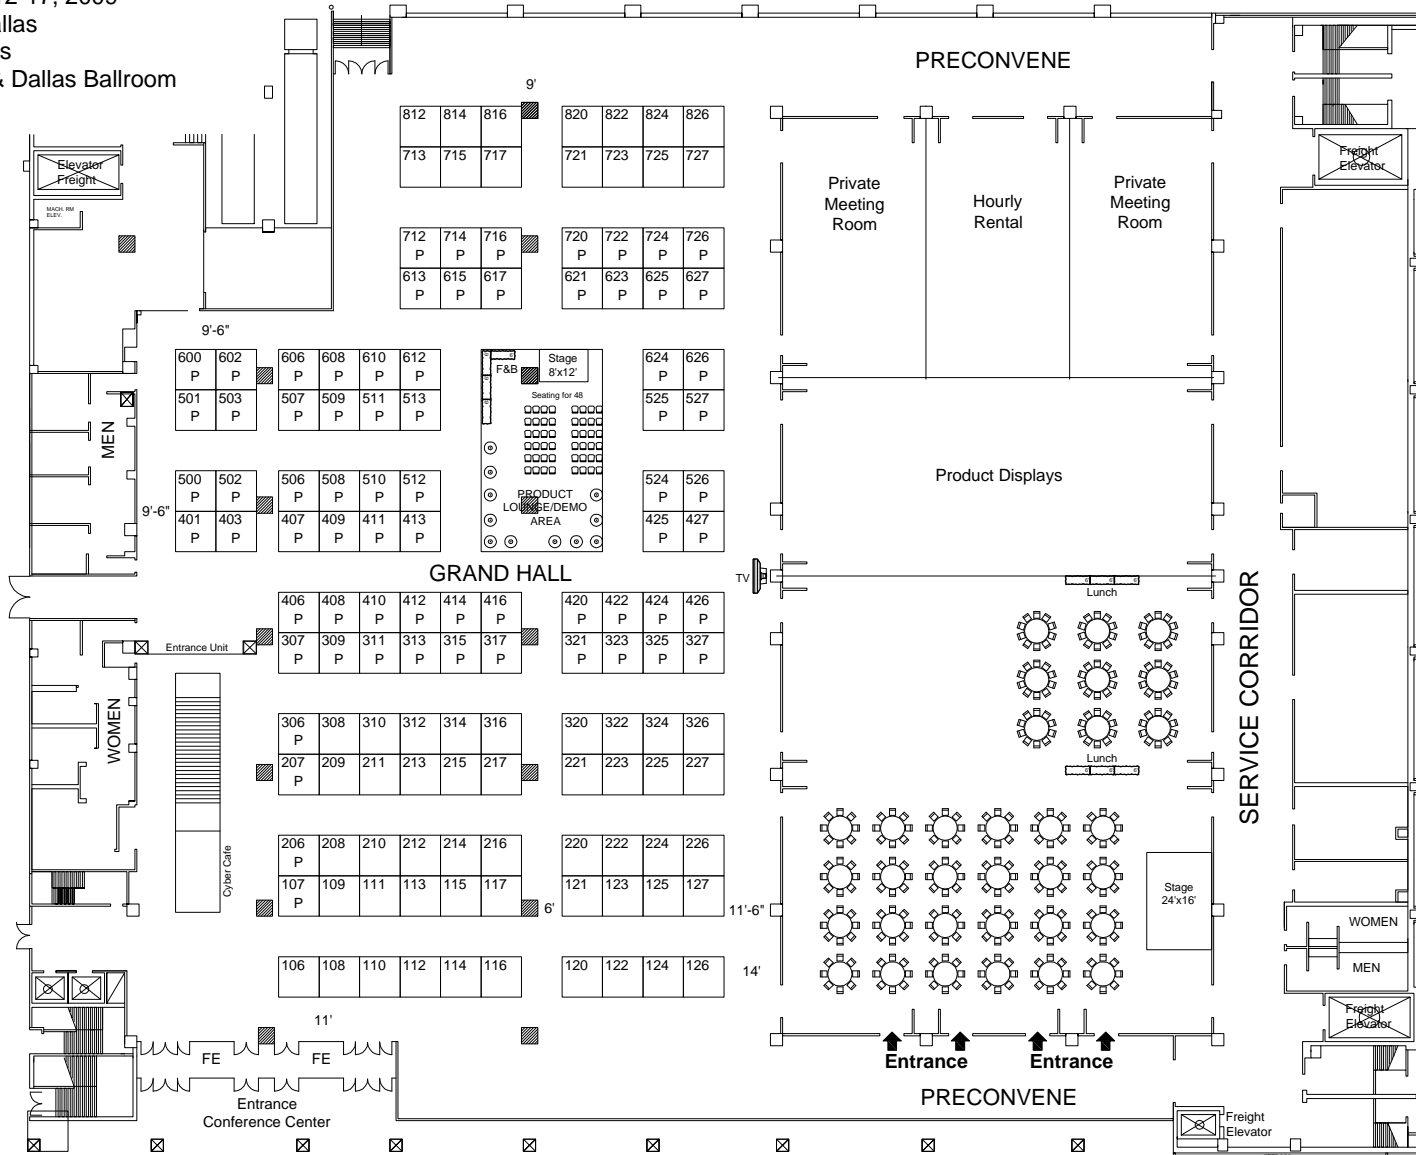 12-17, 2009
allas
s
& Dallas Ballroom
PRECONVENE
9'
812 814 816 820 822 824 826
713 715 717 721 723 725 727
Elevator
Freight
MACH. RM
ELEV.
Freight
Elevator
Private
Meeting
Room
Hourly
Rental
Private
Meeting
Room
712 714 716 720 722 724 726
P P P P P P P
613 615 617 621 623 625 627
P P P P P P P
9'-6"
600 602 606 608 610 612 624 626
P P P P P P P P
501 503 507 509 511 513 525 527
P P P P P P P P
F&B
Stage
8'x12'
Seating for 48
MEN
Product Displays
500 502 506 508 510 512 524 526
P P P P P P P P
9'-6"
401 403 407 409 411 413 425 427
P P P P P P P P
PRODUCT
LOUNGE/DEMO
AREA
GRAND HALL
TV
Lunch
406 408 410 412 414 416 420 422 424 426
P P P P P P P P P P
307 309 311 313 315 317 321 323 325 327
P P P P P P P P P P
Entrance Unit
WOMEN
SERVICE CORRIDOR
306 308 310 312 314 316 320 322 324 326
P
207 209 211 213 215 217 221 223 225 227
P
Lunch
206 208 210 212 214 216 220 222 224 226
P
107 109 111 113 115 117 121 123 125 127
P
Cyber Cafe
6'
11'-6"
Stage
24'x16'
WOMEN
MEN
106 108 110 112 114 116 120 122 124 126
14'
11'
Freight
Elevator
FE FE
Entrance Entrance
PRECONVENE
Entrance
Conference Center
Freight
Elevator